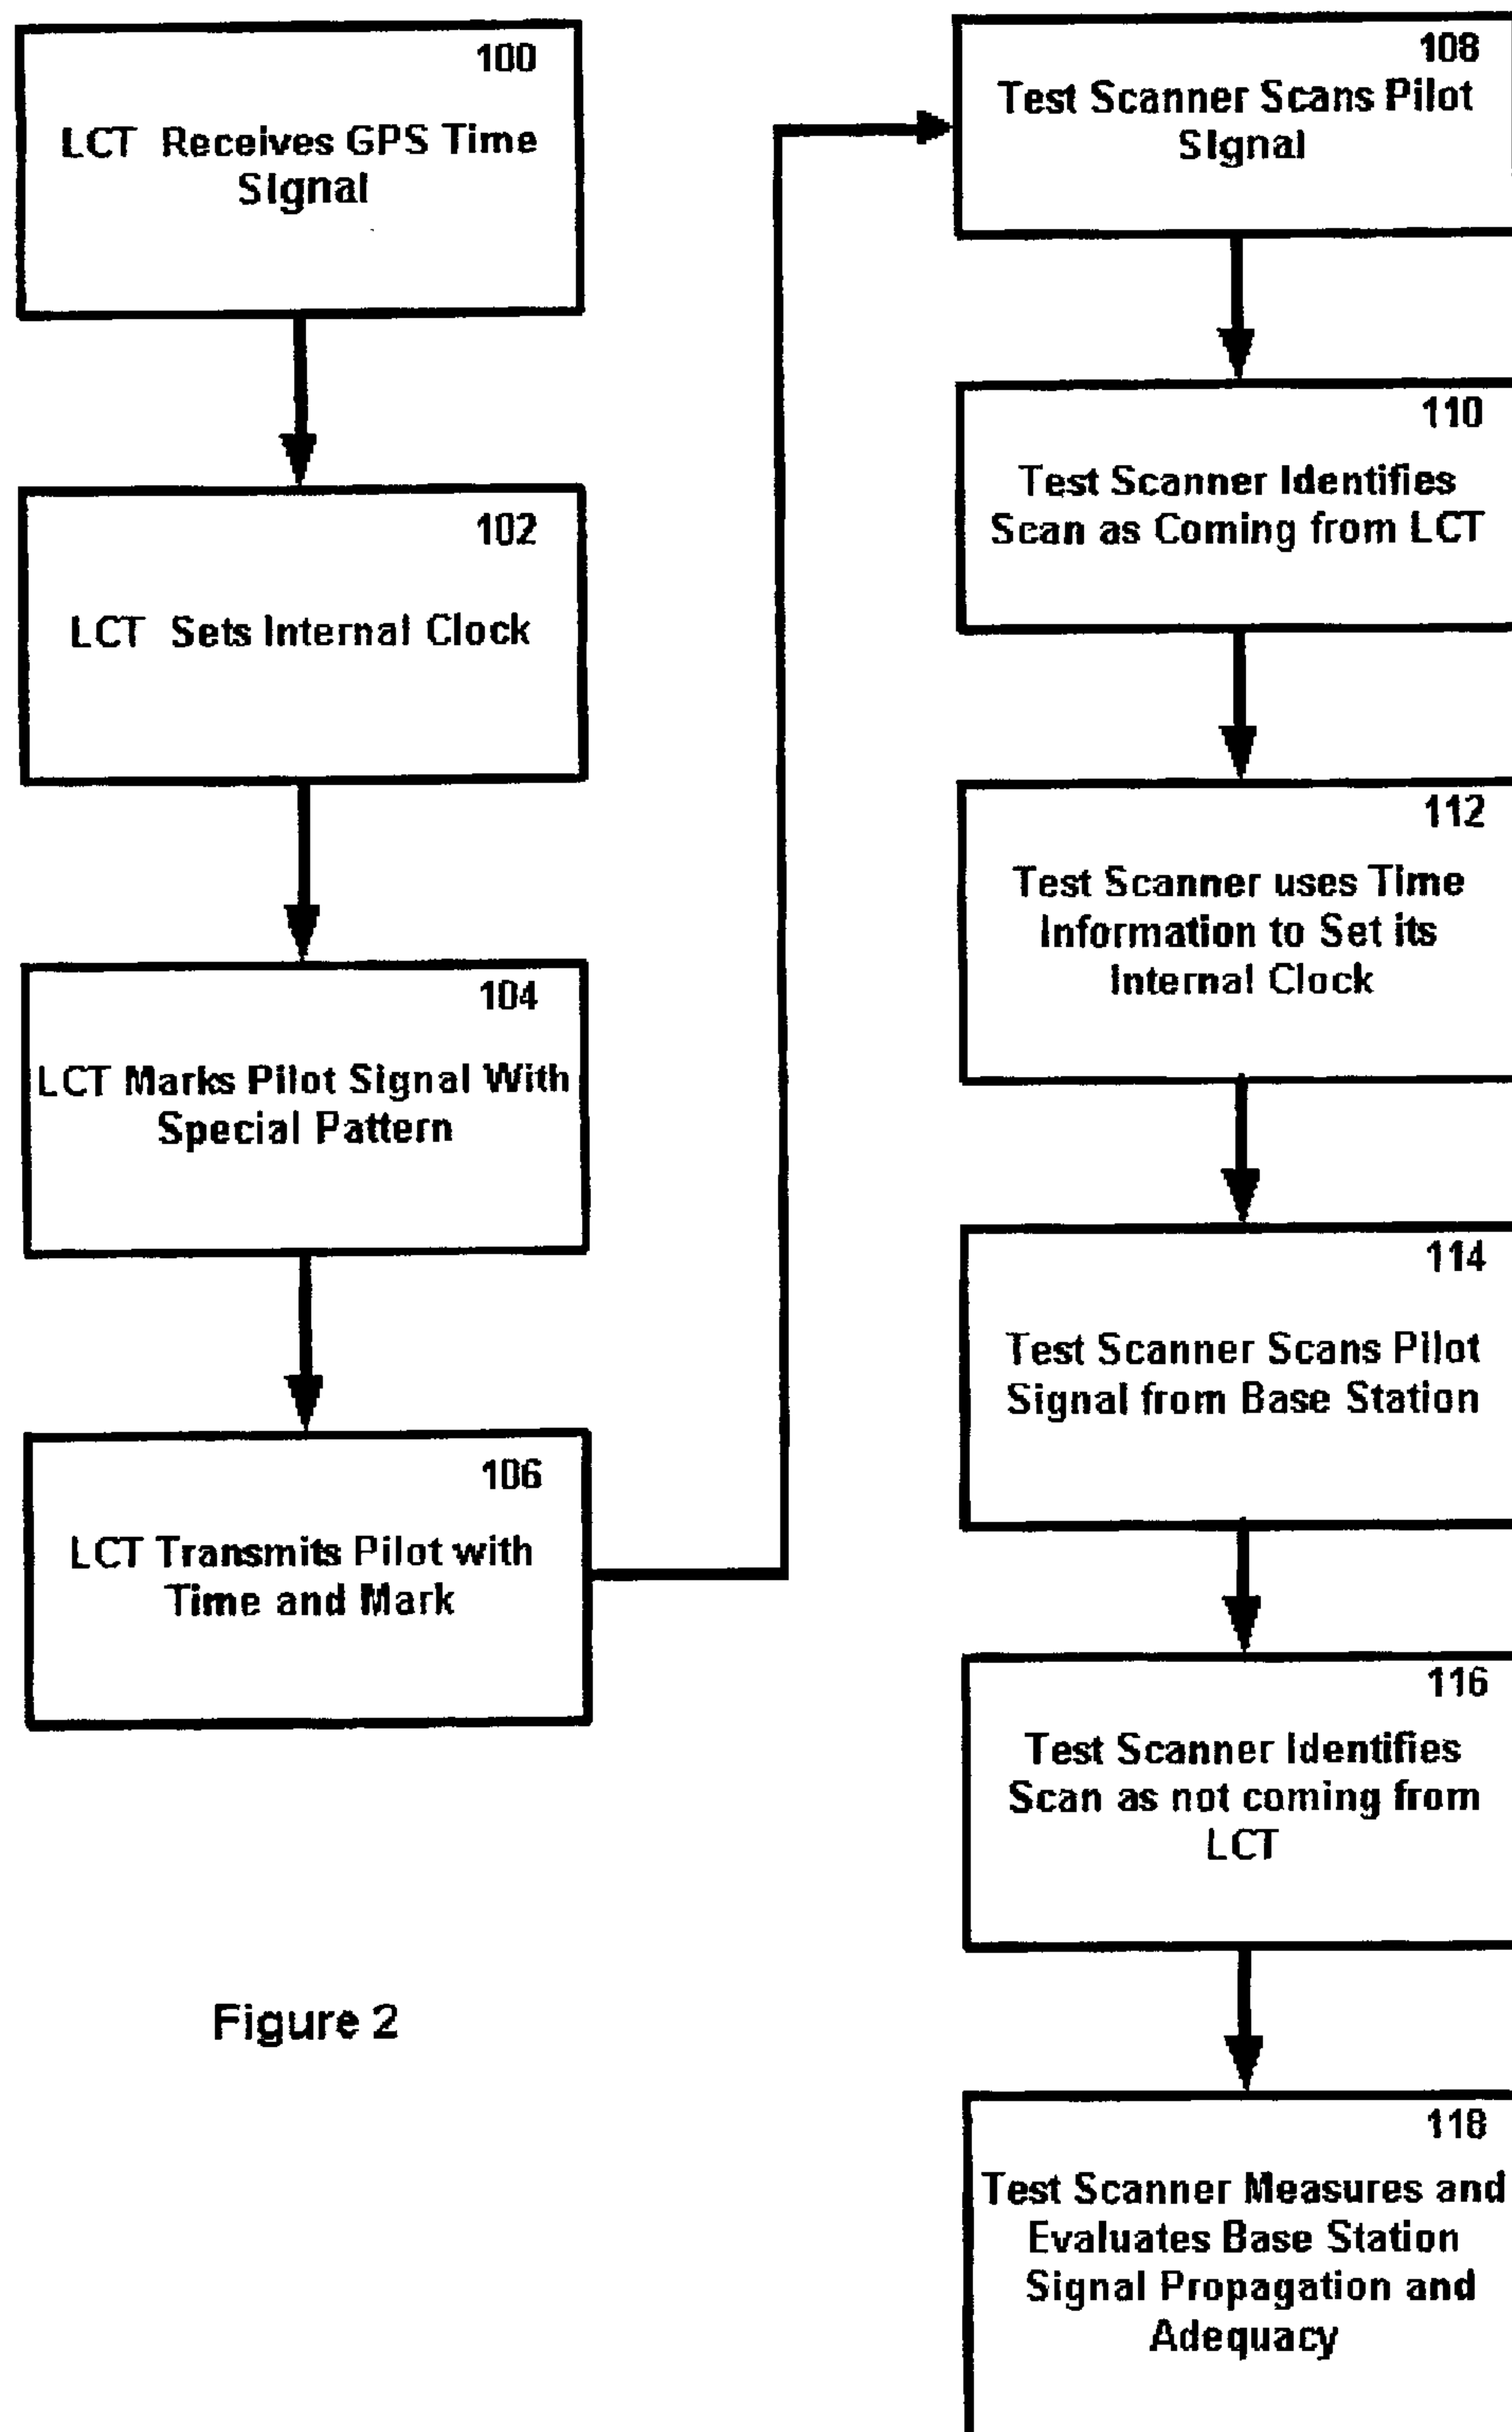 100
LCT Receives GPS Time
Signal
102
LCT Sets Internal Clock
104
LCT Marks Pilot Signal With
Special Pattern
106
LCT Transmits Pilot with
Time and Mark
Figure 2
108
Test Scanner Scans Pilot
Signal
110
Test Scanner Identifies
Scan as Coming from LCT
112
Test Scanner uses Time
Information to Set its
Internal Clock
114
Test Scanner Scans Pilot
Signal from Base Station
116
Test Scanner Identifies
Scan as not coming from
LCT
118
Test Scanner Measures and
Evaluates Base Station
Signal Propagation and
Adequacy